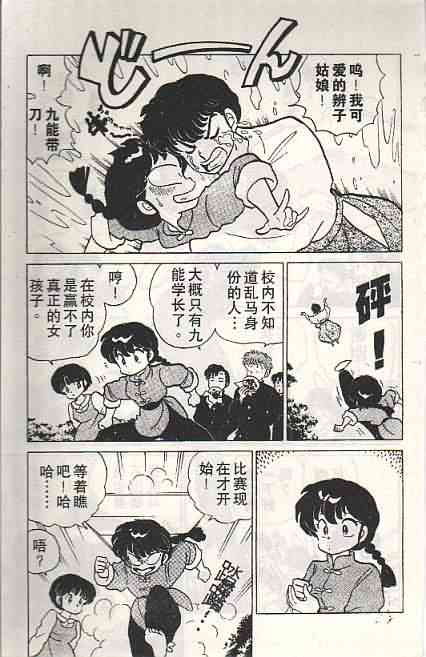 じーん
呜！我可
爱的辫子
姑娘！
啊！
九能带
刀！
砰！
校内不知
道乱马身
份的人…
大概只有九
能学长了。
哼！
在校内你
是赢不了
真正的女
孩子。
比赛现
在才开
始！
等着瞧
吧！哈
哈……
唔？